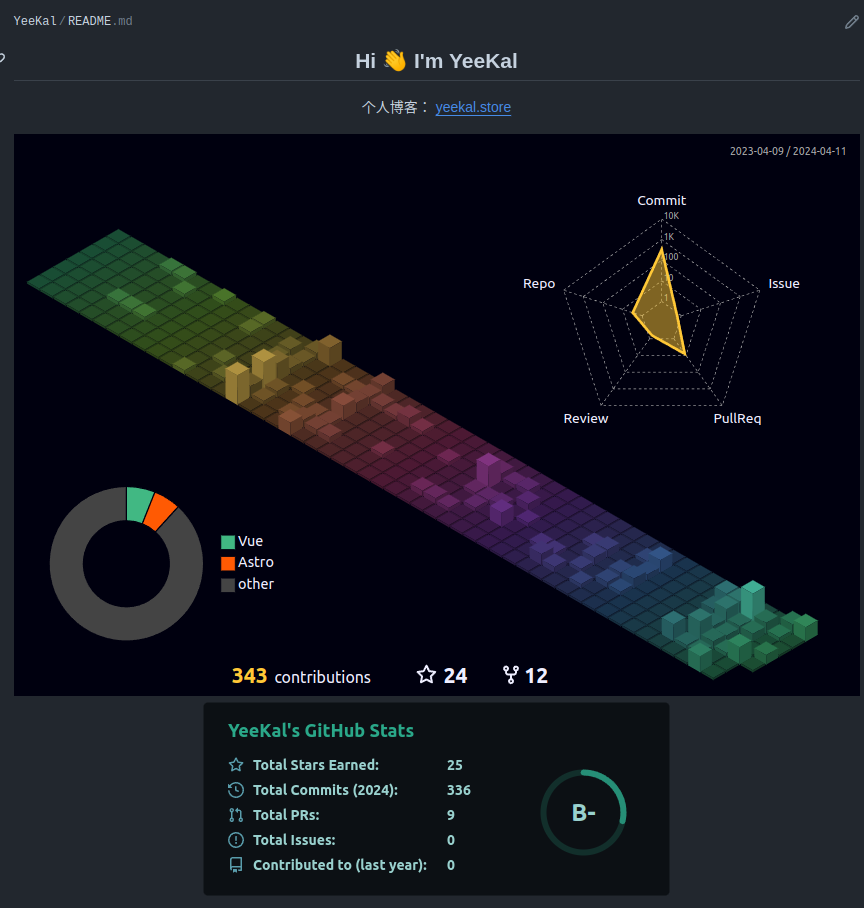 YeeKal/README.md
Hi 👋 I'm YeeKal
个人博客： yeekal.store
2023-04-09 / 2024-04-11
Commit
10K
1K
100
1
Repo
Issue
Review
PullReq
Vue
Astro
other
343 contributions
24
12
YeeKal's GitHub Stats
Total Stars Earned: 25
Total Commits (2024): 336
Total PRs: 9
Total Issues: 0
Contributed to (last year): 0
B-